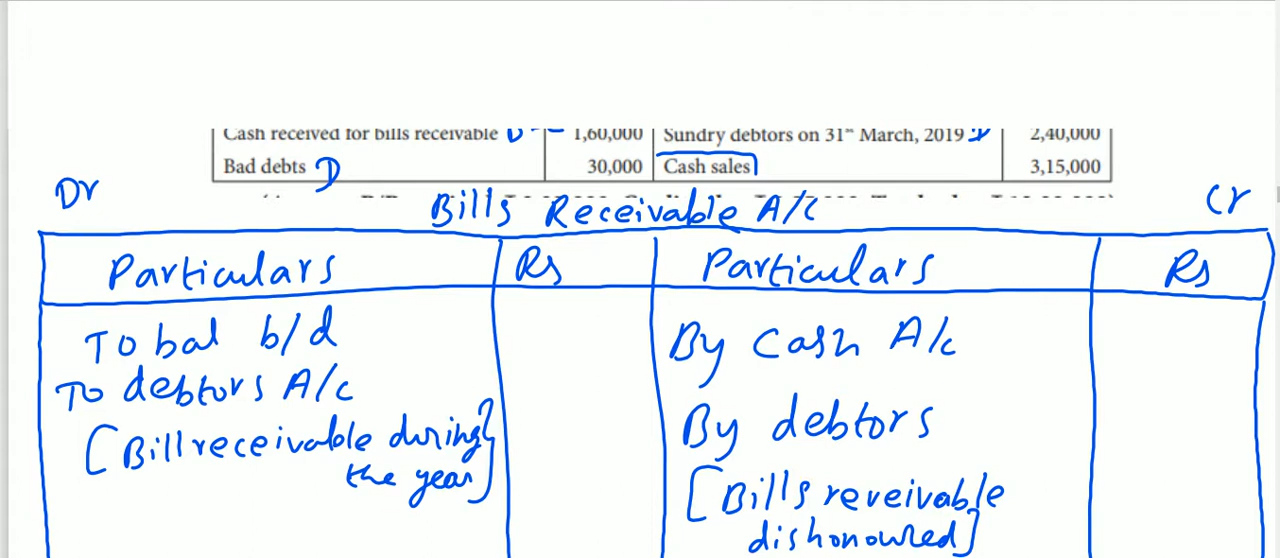 Cash received for bills receivable D 1,60,000 Sundry debtors on 31st March, 2019 D 2,40,000
Bad debts D 30,000 Cash sales 3,15,000
Dr Bills Receivable A/c Cr
Particulars Rs Particulars Rs
To bal b/d By Cash A/c
To debtors A/c
[Bill receivable during By debtors
the year] [Bills reveivable
dishonoured]